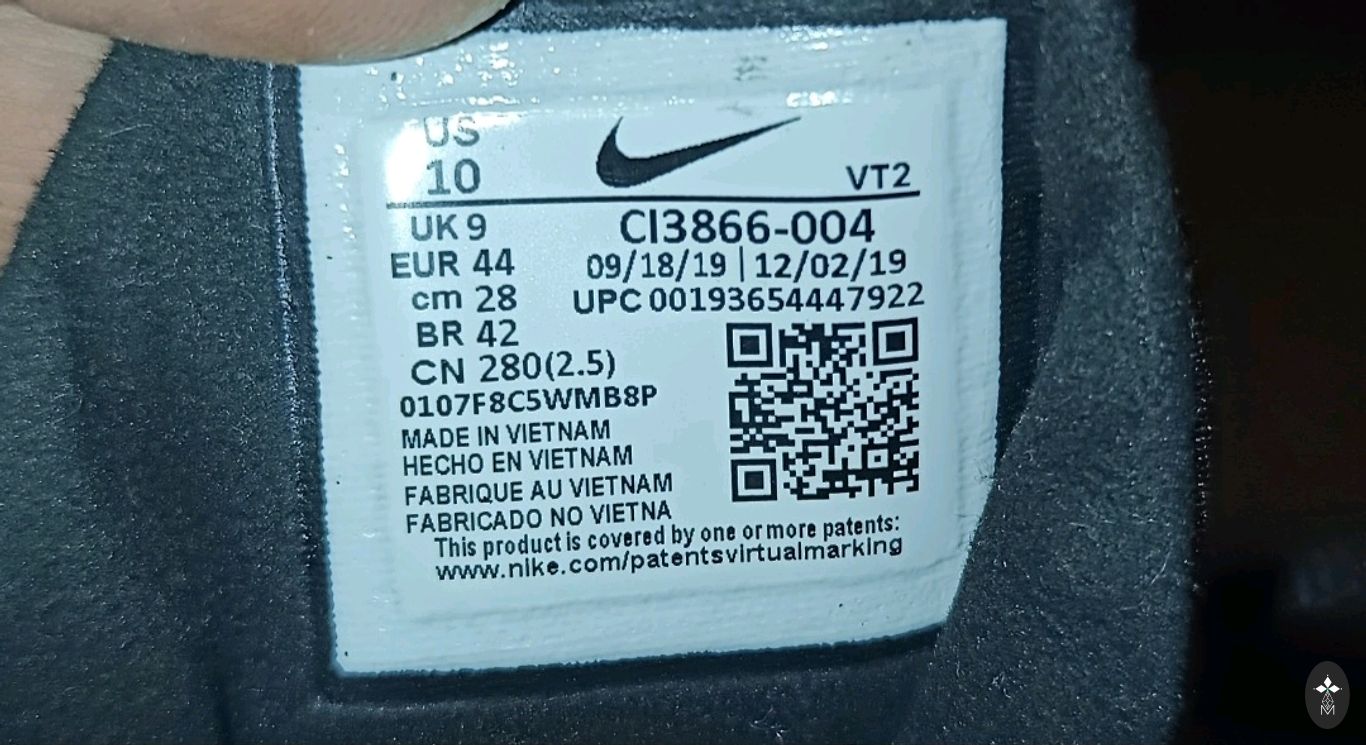 US
10
VT2
UK 9
CI3866-004
EUR 44
09/18/19 | 12/02/19
cm 28
UPC 00193654447922
BR 42
CN 280(2.5)
0107F8C5WMB8P
MADE IN VIETNAM
HECHO EN VIETNAM
FABRIQUE AU VIETNAM
FABRICADO NO VIETNA
This product is covered by one or more patents:
www.nike.com/patentsvirtualmarking
M